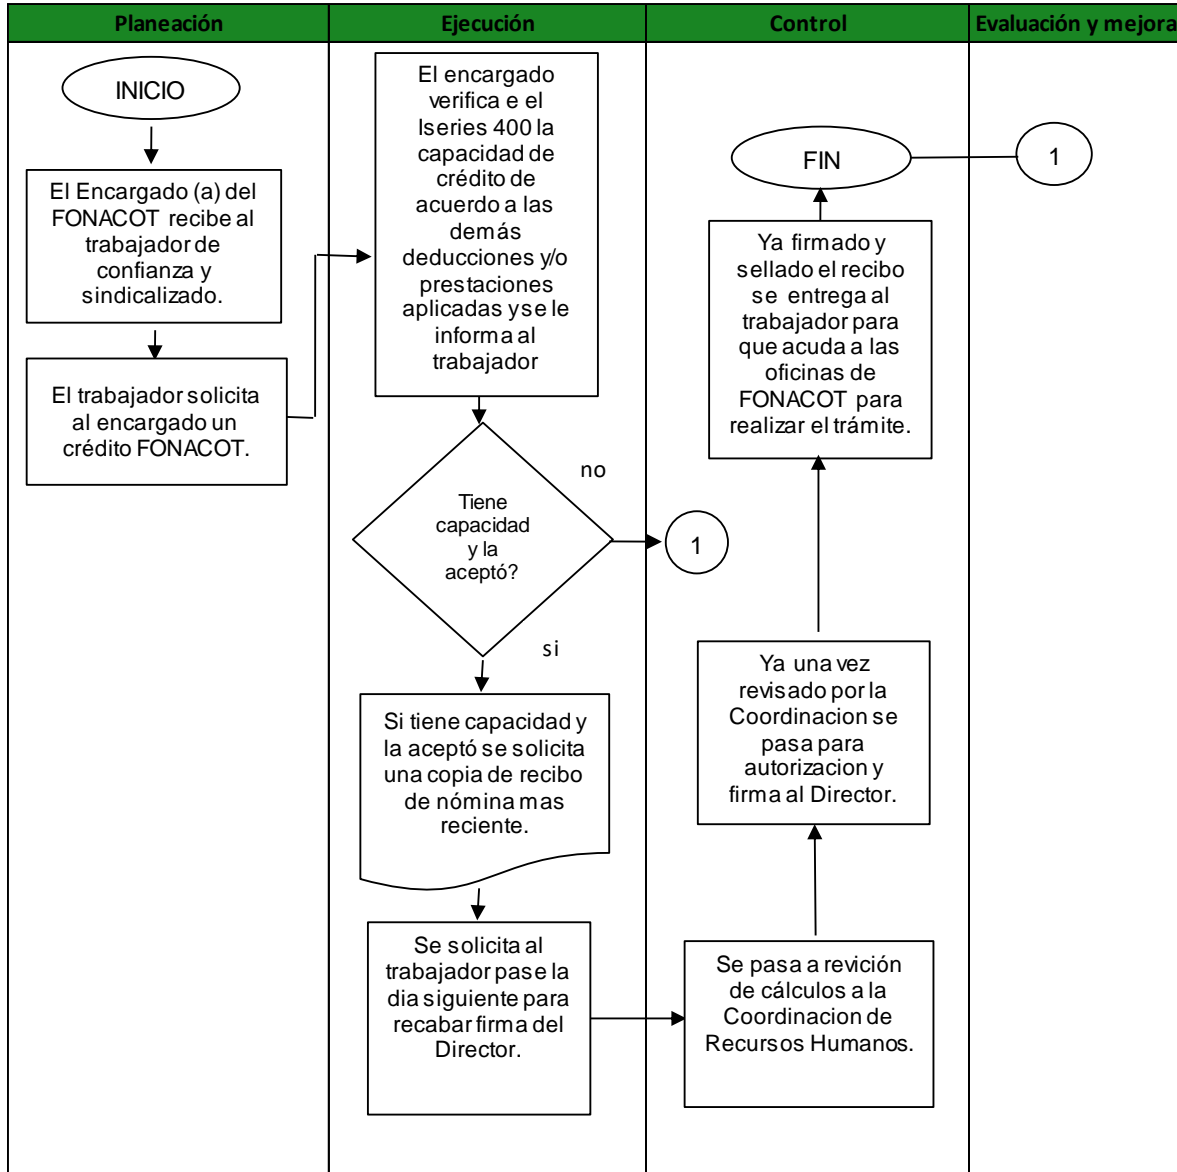 Planeación
Ejecución
Control
Evaluación y mejora
INICIO
El Encargado (a) del
FONACOT recibe al
trabajador de
confianza y
sindicalizado.
El trabajador solicita
al encargado un
crédito FONACOT.
El encargado
verifica e el
Iseries 400 la
capacidad de
crédito de
acuerdo a las
demás
deducciones y/o
prestaciones
aplicadas y se le
informa al
trabajador
Tiene
capacidad
y la
aceptó?
no
1
si
Si tiene capacidad y
la aceptó se solicita
una copia de recibo
de nómina mas
reciente.
Se solicita al
trabajador pase la
dia siguiente para
recabar firma del
Director.
Se pasa a revición
de cálculos a la
Coordinacion de
Recursos Humanos.
Ya una vez
revisado por la
Coordinacion se
pasa para
autorizacion y
firma al Director.
Ya firmado y
sellado el recibo
se entrega al
trabajador para
que acuda a las
oficinas de
FONACOT para
realizar el trámite.
FIN
1